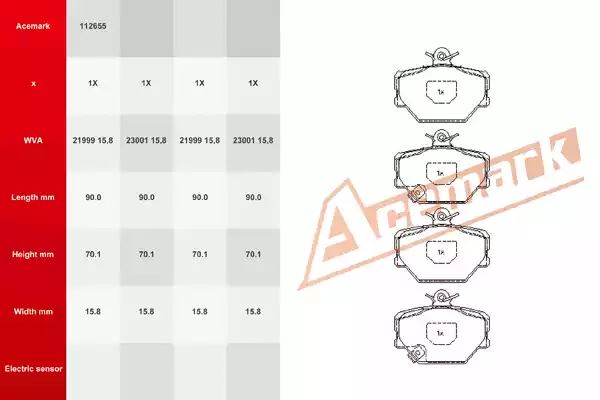 Acemark 112655
x 1X 1X 1X 1X
WVA 21999 15,8 23001 15,8 21999 15,8 23001 15,8
Length mm 90.0 90.0 90.0 90.0
Height mm 70.1 70.1 70.1 70.1
Width mm 15.8 15.8 15.8 15.8
Electric sensor
1x
1x
1x
1x
Acemark